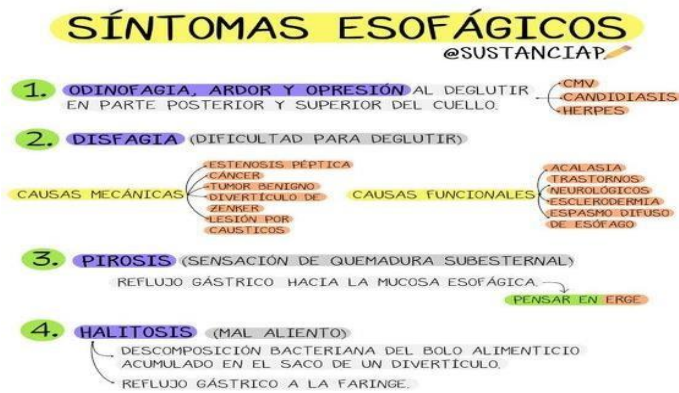 SÍNTOMAS ESOFÁGICOS
@SUSTANCIAP
1. ODINOFAGIA, ARDOR Y OPRESIÓN AL DEGLUTIR
EN PARTE POSTERIOR Y SUPERIOR DEL CUELLO.
CMV
CANDIDIASIS
HERPES
2. DISFAGIA (DIFICULTAD PARA DEGLUTIR)
CAUSAS MECÁNICAS
ESTENOSIS PÉPTICA
CÁNCER
TUMOR BENIGNO
DIVERTÍCULO DE
ZENKER
LESIÓN POR
CAUSTICOS
CAUSAS FUNCIONALES
ACALASIA
TRASTORNOS
NEUROLÓGICOS
ESCLERODERMIA
ESPASMO DIFUSO
DE ESÓFAGO
3. PIROSIS (SENSACIÓN DE QUEMADURA SUBESTERNAL)
REFLUJO GÁSTRICO HACIA LA MUCOSA ESOFÁGICA.
PENSAR EN ERGE
4. HALITOSIS (MAL ALIENTO)
DESCOMPOSICIÓN BACTERIANA DEL BOLO ALIMENTICIO
ACUMULADO EN EL SACO DE UN DIVERTÍCULO.
REFLUJO GÁSTRICO A LA FARINGE.